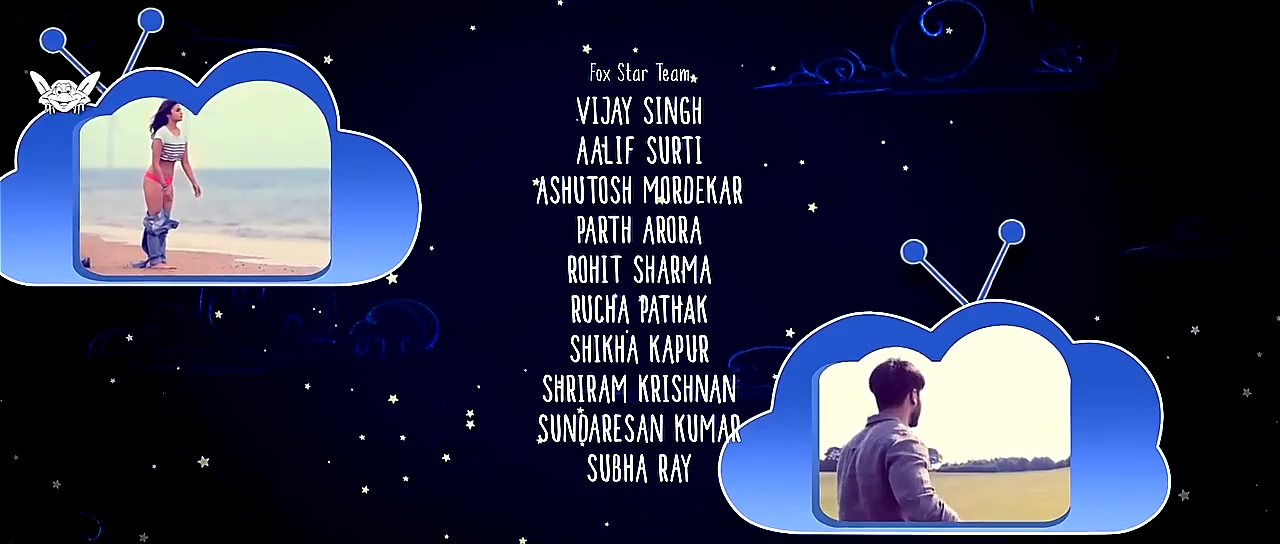 Fox Star Team
VIJAY SINGH
AALIF SURTI
ASHUTOSH MORDEKAR
PARTH ARORA
ROHIT SHARMA
RUCHA PATHAK
SHIKHA KAPUR
SHRIRAM KRISHNAN
SUNDARESAN KUMAR
SUBHA RAY